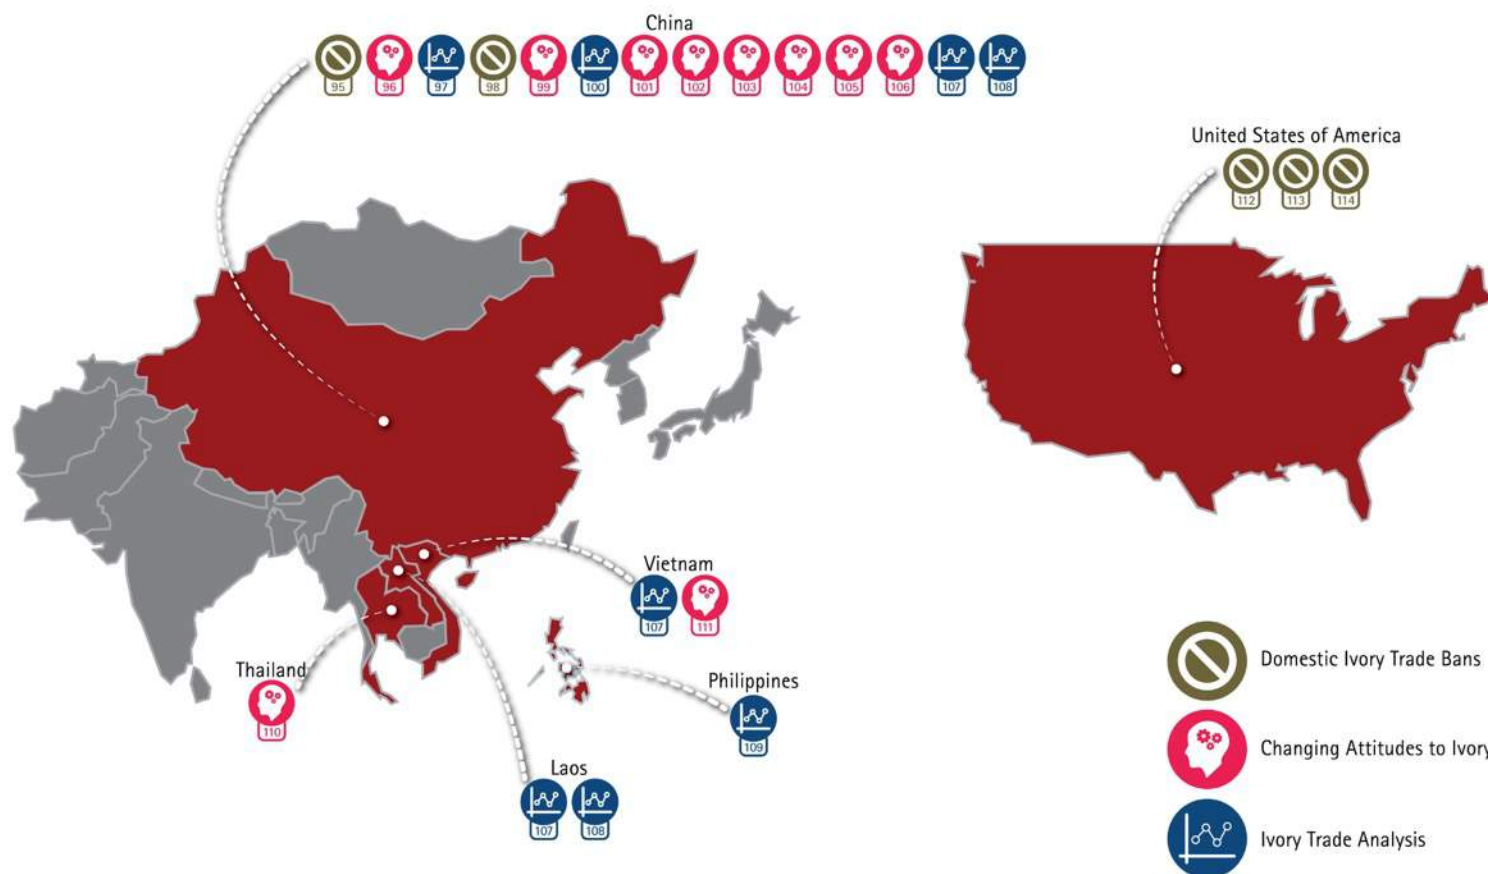 China
95 96 97 98 99 100 101 102 103 104 105 106 107 108
United States of America
112 113 114
Vietnam
107 111
Thailand
110
Philippines
109
Laos
107 108
Domestic Ivory Trade Bans
Changing Attitudes to Ivory
Ivory Trade Analysis